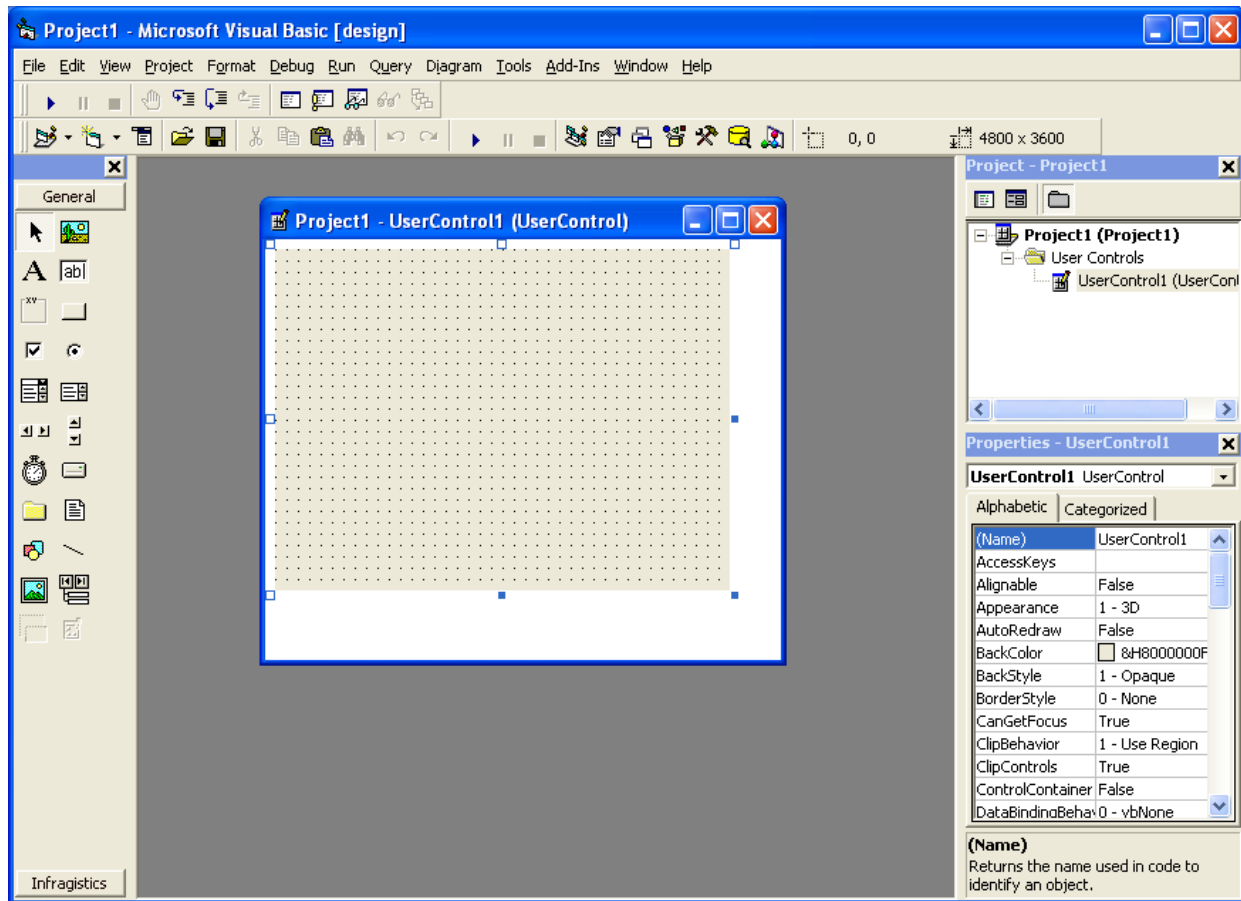 Project1 - Microsoft Visual Basic [design]
File Edit View Project Format Debug Run Query Diagram Tools Add-Ins Window Help
0, 0 4800 x 3600
General
A ab|
xv
Infragistics
Project1 - UserControl1 (UserControl)
Project - Project1
Project1 (Project1)
User Controls
UserControl1 (UserCont
Properties - UserControl1
UserControl1 UserControl
Alphabetic Categorized
(Name) UserControl1
AccessKeys
Alignable False
Appearance 1 - 3D
AutoRedraw False
BackColor &H8000000F
BackStyle 1 - Opaque
BorderStyle 0 - None
CanGetFocus True
ClipBehavior 1 - Use Region
ClipControls True
ControlContainer False
DataBindingBehav 0 - vbNone
(Name)
Returns the name used in code to
identify an object.